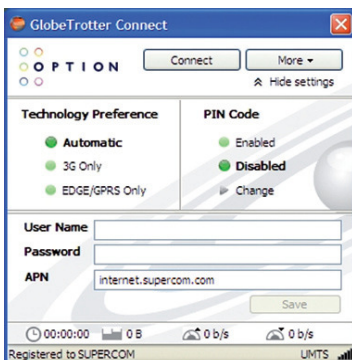 GlobeTrotter Connect
OPTION
Connect
More
Hide settings
Technology Preference
Automatic
3G Only
EDGE/GPRS Only
PIN Code
Enabled
Disabled
Change
User Name
Password
APN internet.supercom.com
Save
00:00:00 0 B 0 b/s 0 b/s
Registered to SUPERCOM UMTS